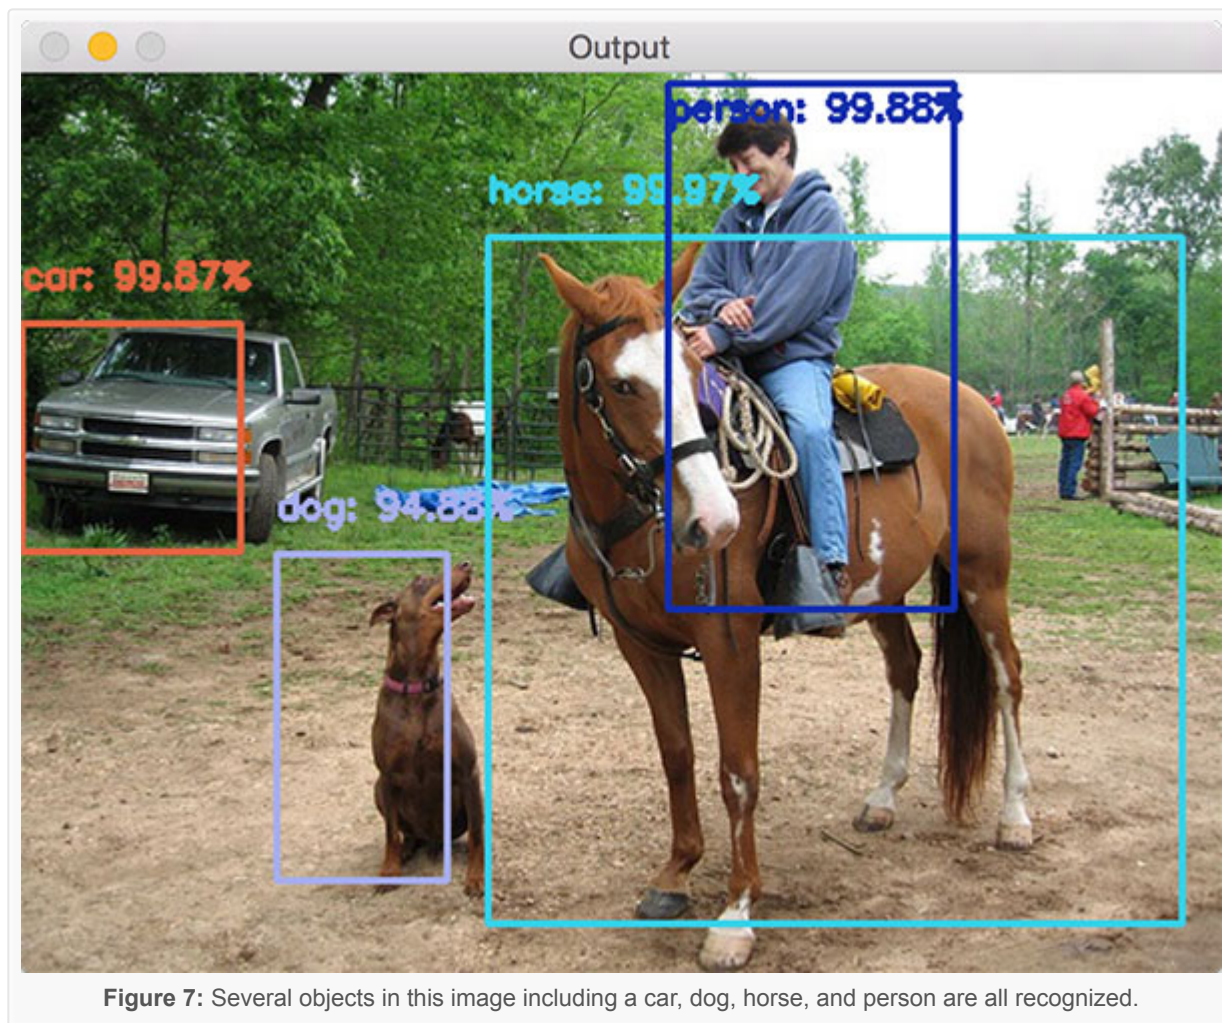 Output
person: 99.88%
horse: 99.97%
car: 99.87%
dog: 94.88%
Figure 7: Several objects in this image including a car, dog, horse, and person are all recognized.